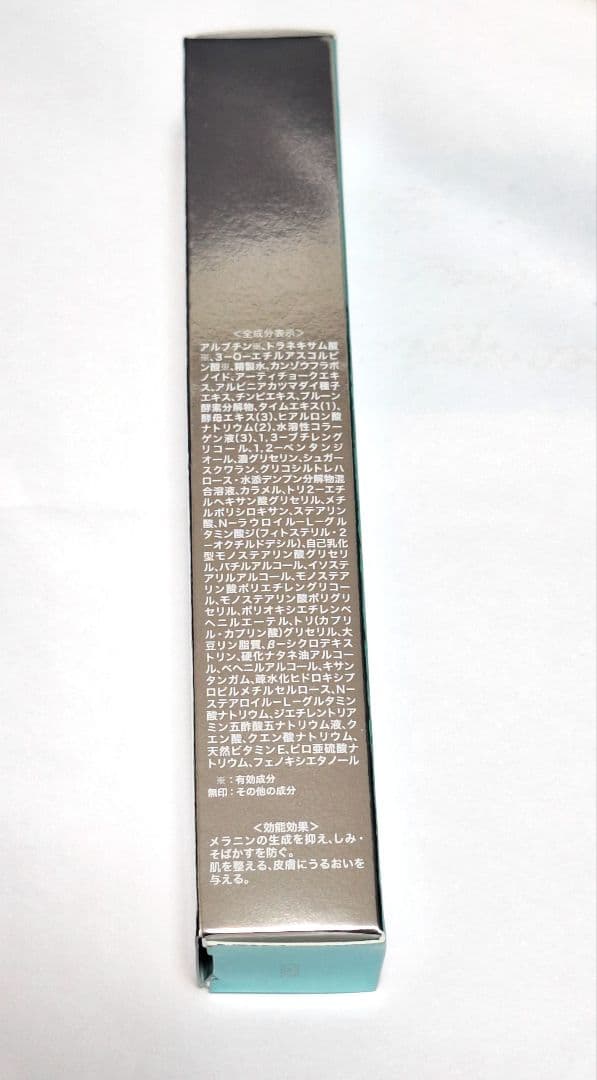 ＜全成分表示＞
アルブチン※、トラネキサム酸
※、3-O-エチルアスコルビ
ン酸※、精製水、カンゾウフラボ
ノイド、アーティチョークエキ
ス、アルピニアカツマダイ種子
エキス、チンピエキス、プルーン
酵素分解物、タイムエキス(1)、
酵母エキス(3)、ヒアルロン酸
ナトリウム(2)、水溶性コラー
ゲン液(3)、1,3-ブチレング
リコール、1,2-ペンタンジ
オール、濃グリセリン、シュガー
スクワラン、グリコシルトレハ
ロース・水添デンプン分解物混
合溶液、カラメル、トリ2-エチ
ルヘキサン酸グリセリル、メチ
ルポリシロキサン、ステアリン
酸、N-ラウロイル-L-グル
タミン酸ジ(フィトステリル・2
-オクチルドデシル)、自己乳化
型モノステアリン酸グリセリ
ル、バチルアルコール、イソステ
アリルアルコール、モノステア
リン酸ポリエチレングリコー
ル、モノステアリン酸ポリグリ
セリル、ポリオキシエチレンベ
ヘニルエーテル、トリ(カプリ
ル・カプリン酸)グリセリル、大
豆リン脂質、β-シクロデキス
トリン、硬化ナタネ油アルコー
ル、ベヘニルアルコール、キサン
タンガム、疎水化ヒドロキシプ
ロピルメチルセルロース、N-
ステアロイル-L-グルタミン
酸ナトリウム、ジエチレントリア
ミン五酢酸五ナトリウム液、ク
エン酸、クエン酸ナトリウム、
天然ビタミンE、ピロ亜硫酸ナ
トリウム、フェノキシエタノール
※：有効成分
無印：その他の成分
＜効能効果＞
メラニンの生成を抑え、しみ・
そばかすを防ぐ。
肌を整える、皮膚にうるおいを
与える。